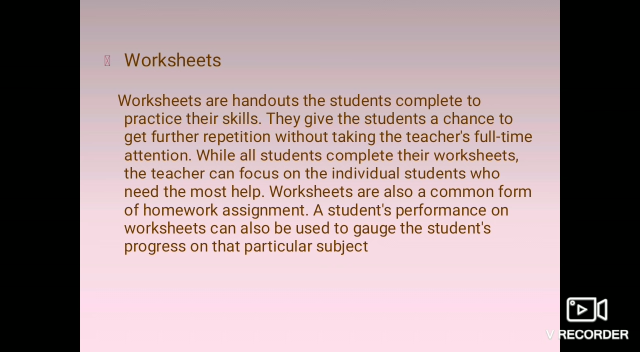 Worksheets
Worksheets are handouts the students complete to
practice their skills. They give the students a chance to
get further repetition without taking the teacher's full-time
attention. While all students complete their worksheets,
the teacher can focus on the individual students who
need the most help. Worksheets are also a common form
of homework assignment. A student's performance on
worksheets can also be used to gauge the student's
progress on that particular subject
V RECORDER